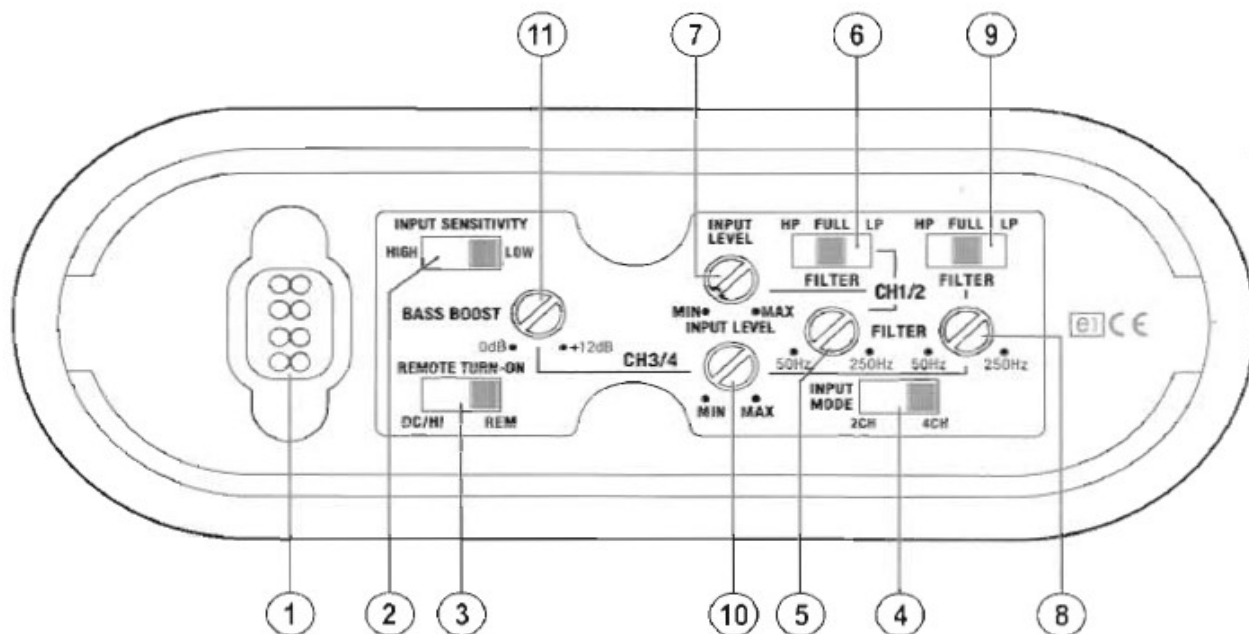 11
7
6
9
INPUT SENSITIVITY
HIGH
LOW
BASS BOOST
0dB
+12dB
REMOTE TURN-ON
DC/HI
REM
CH3/4
INPUT
LEVEL
MIN
MAX
INPUT LEVEL
MIN
MAX
HP FULL LP
FILTER
CH1/2
HP FULL LP
FILTER
FILTER
50Hz
250Hz
50Hz
250Hz
INPUT
MODE
2CH
4CH
e1 CE
1
2
3
10
5
4
8